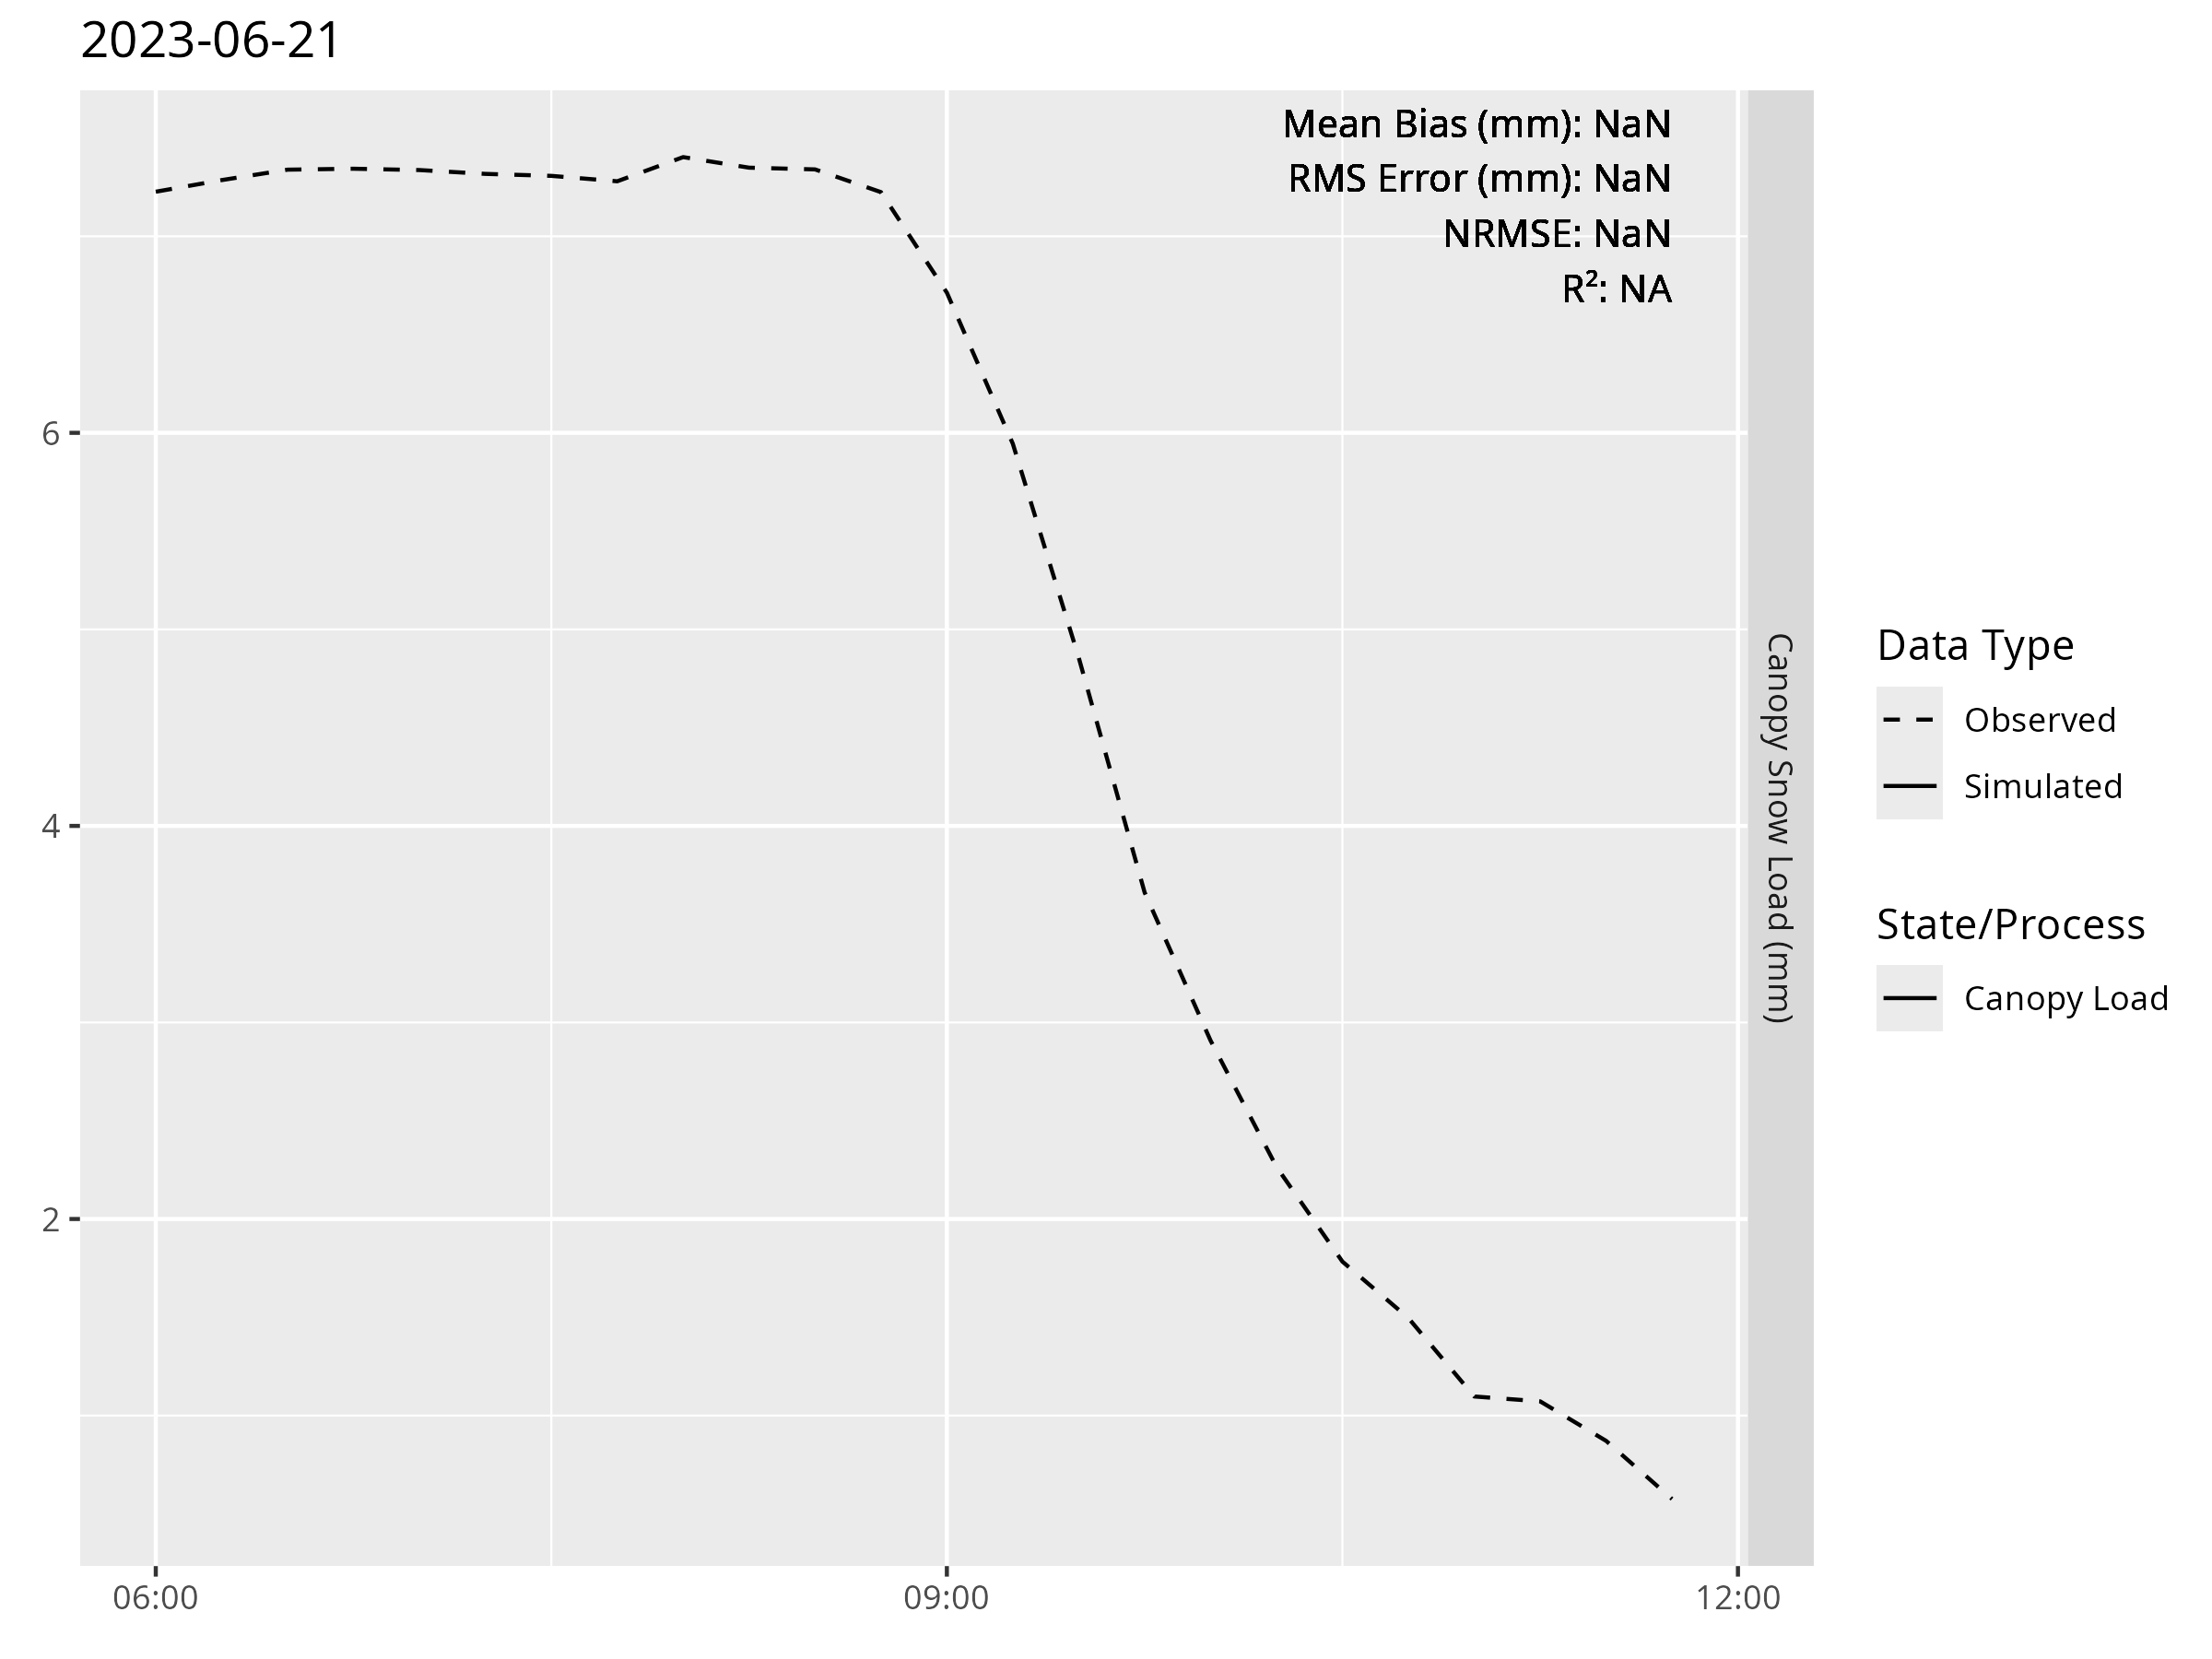 2023-06-21
Mean Bias (mm): NaN
RMS Error (mm): NaN
NRMSE: NaN
R²: NA
6
4
2
06:00
09:00
12:00
Canopy Snow Load (mm)
Data Type
Observed
Simulated
State/Process
Canopy Load